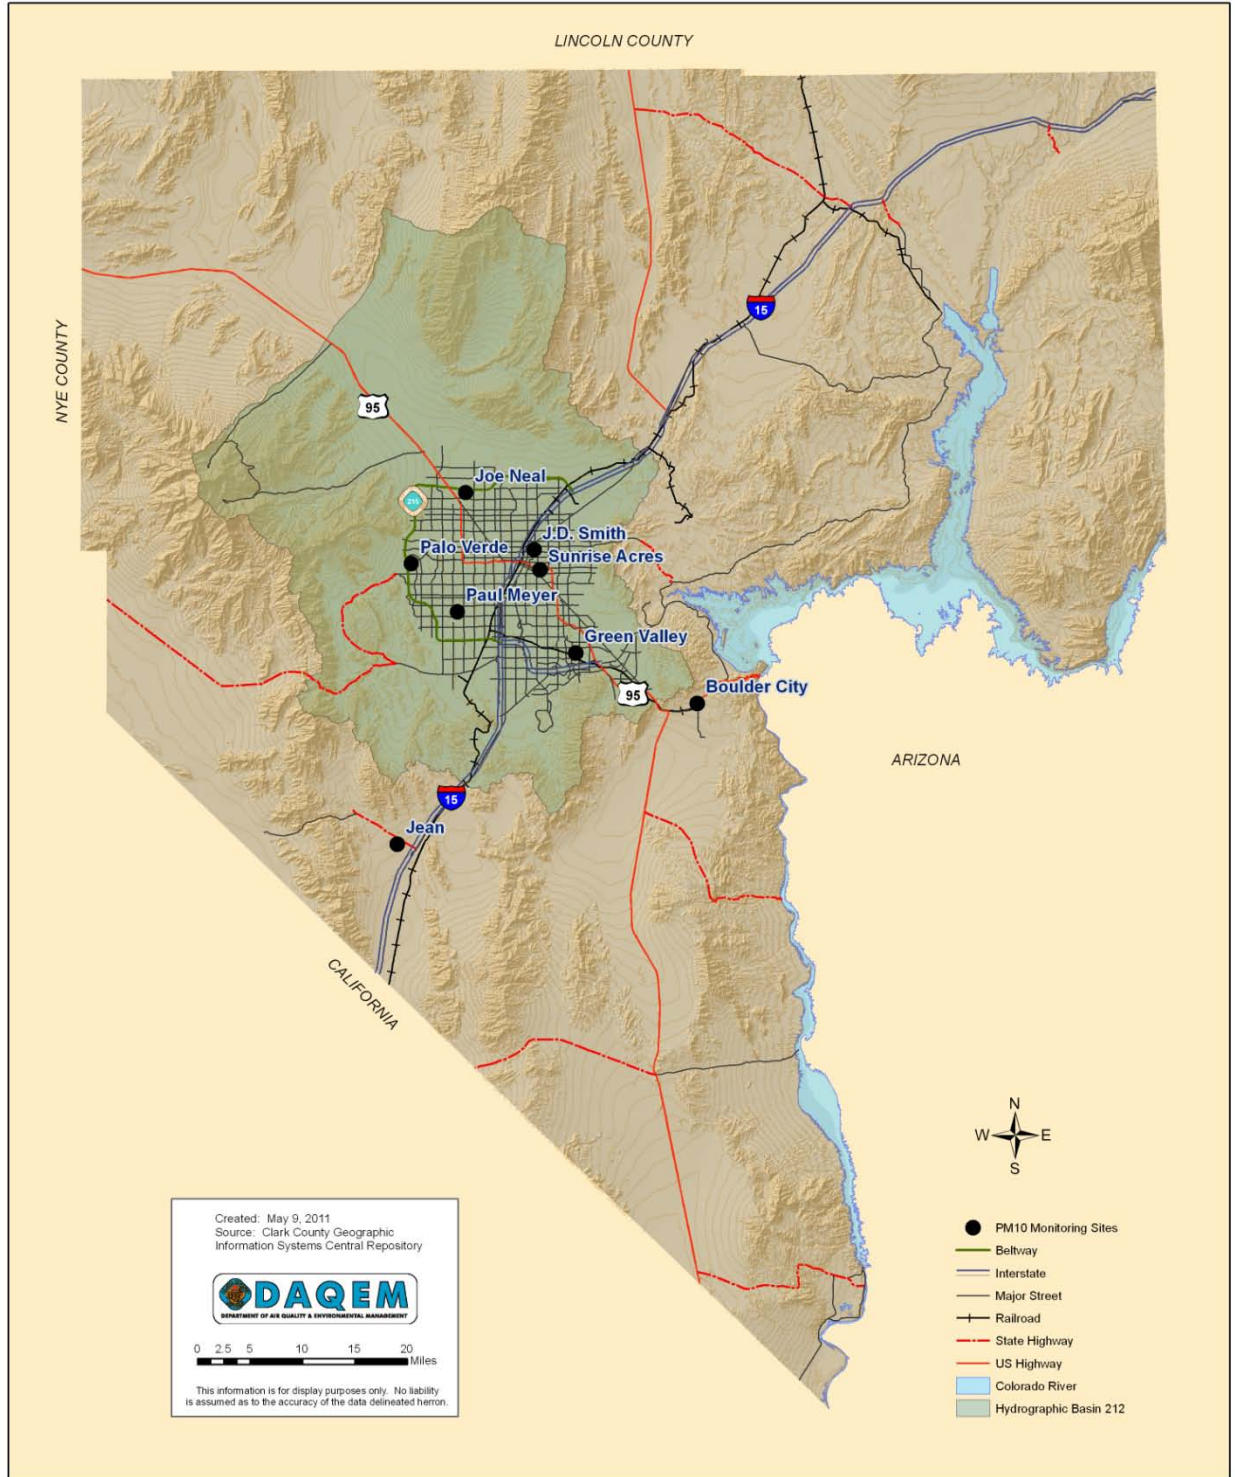 LINCOLN COUNTY
NYE COUNTY
15
95
Joe Neal
215
J.D. Smith
Palo Verde
Sunrise Acres
Paul Meyer
Green Valley
95
Boulder City
ARIZONA
15
Jean
CALIFORNIA
N
W E
S
Created: May 9, 2011
Source: Clark County Geographic
Information Systems Central Repository
DAQEM
DEPARTMENT OF AIR QUALITY & ENVIRONMENTAL MANAGEMENT
0 2.5 5 10 15 20
Miles
This information is for display purposes only. No liability
is assumed as to the accuracy of the data delineated herron.
PM10 Monitoring Sites
Beltway
Interstate
Major Street
Railroad
State Highway
US Highway
Colorado River
Hydrographic Basin 212